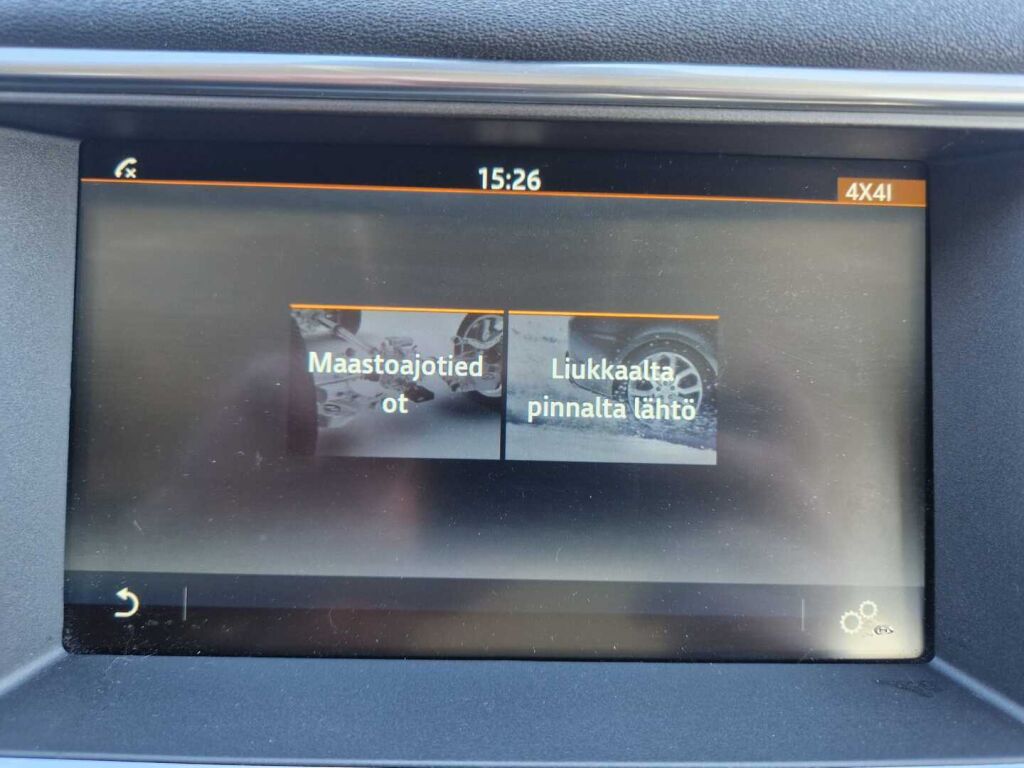 15:26
4X4I
Maastoajotied
ot
Liukkaalta
pinnalta lähtö